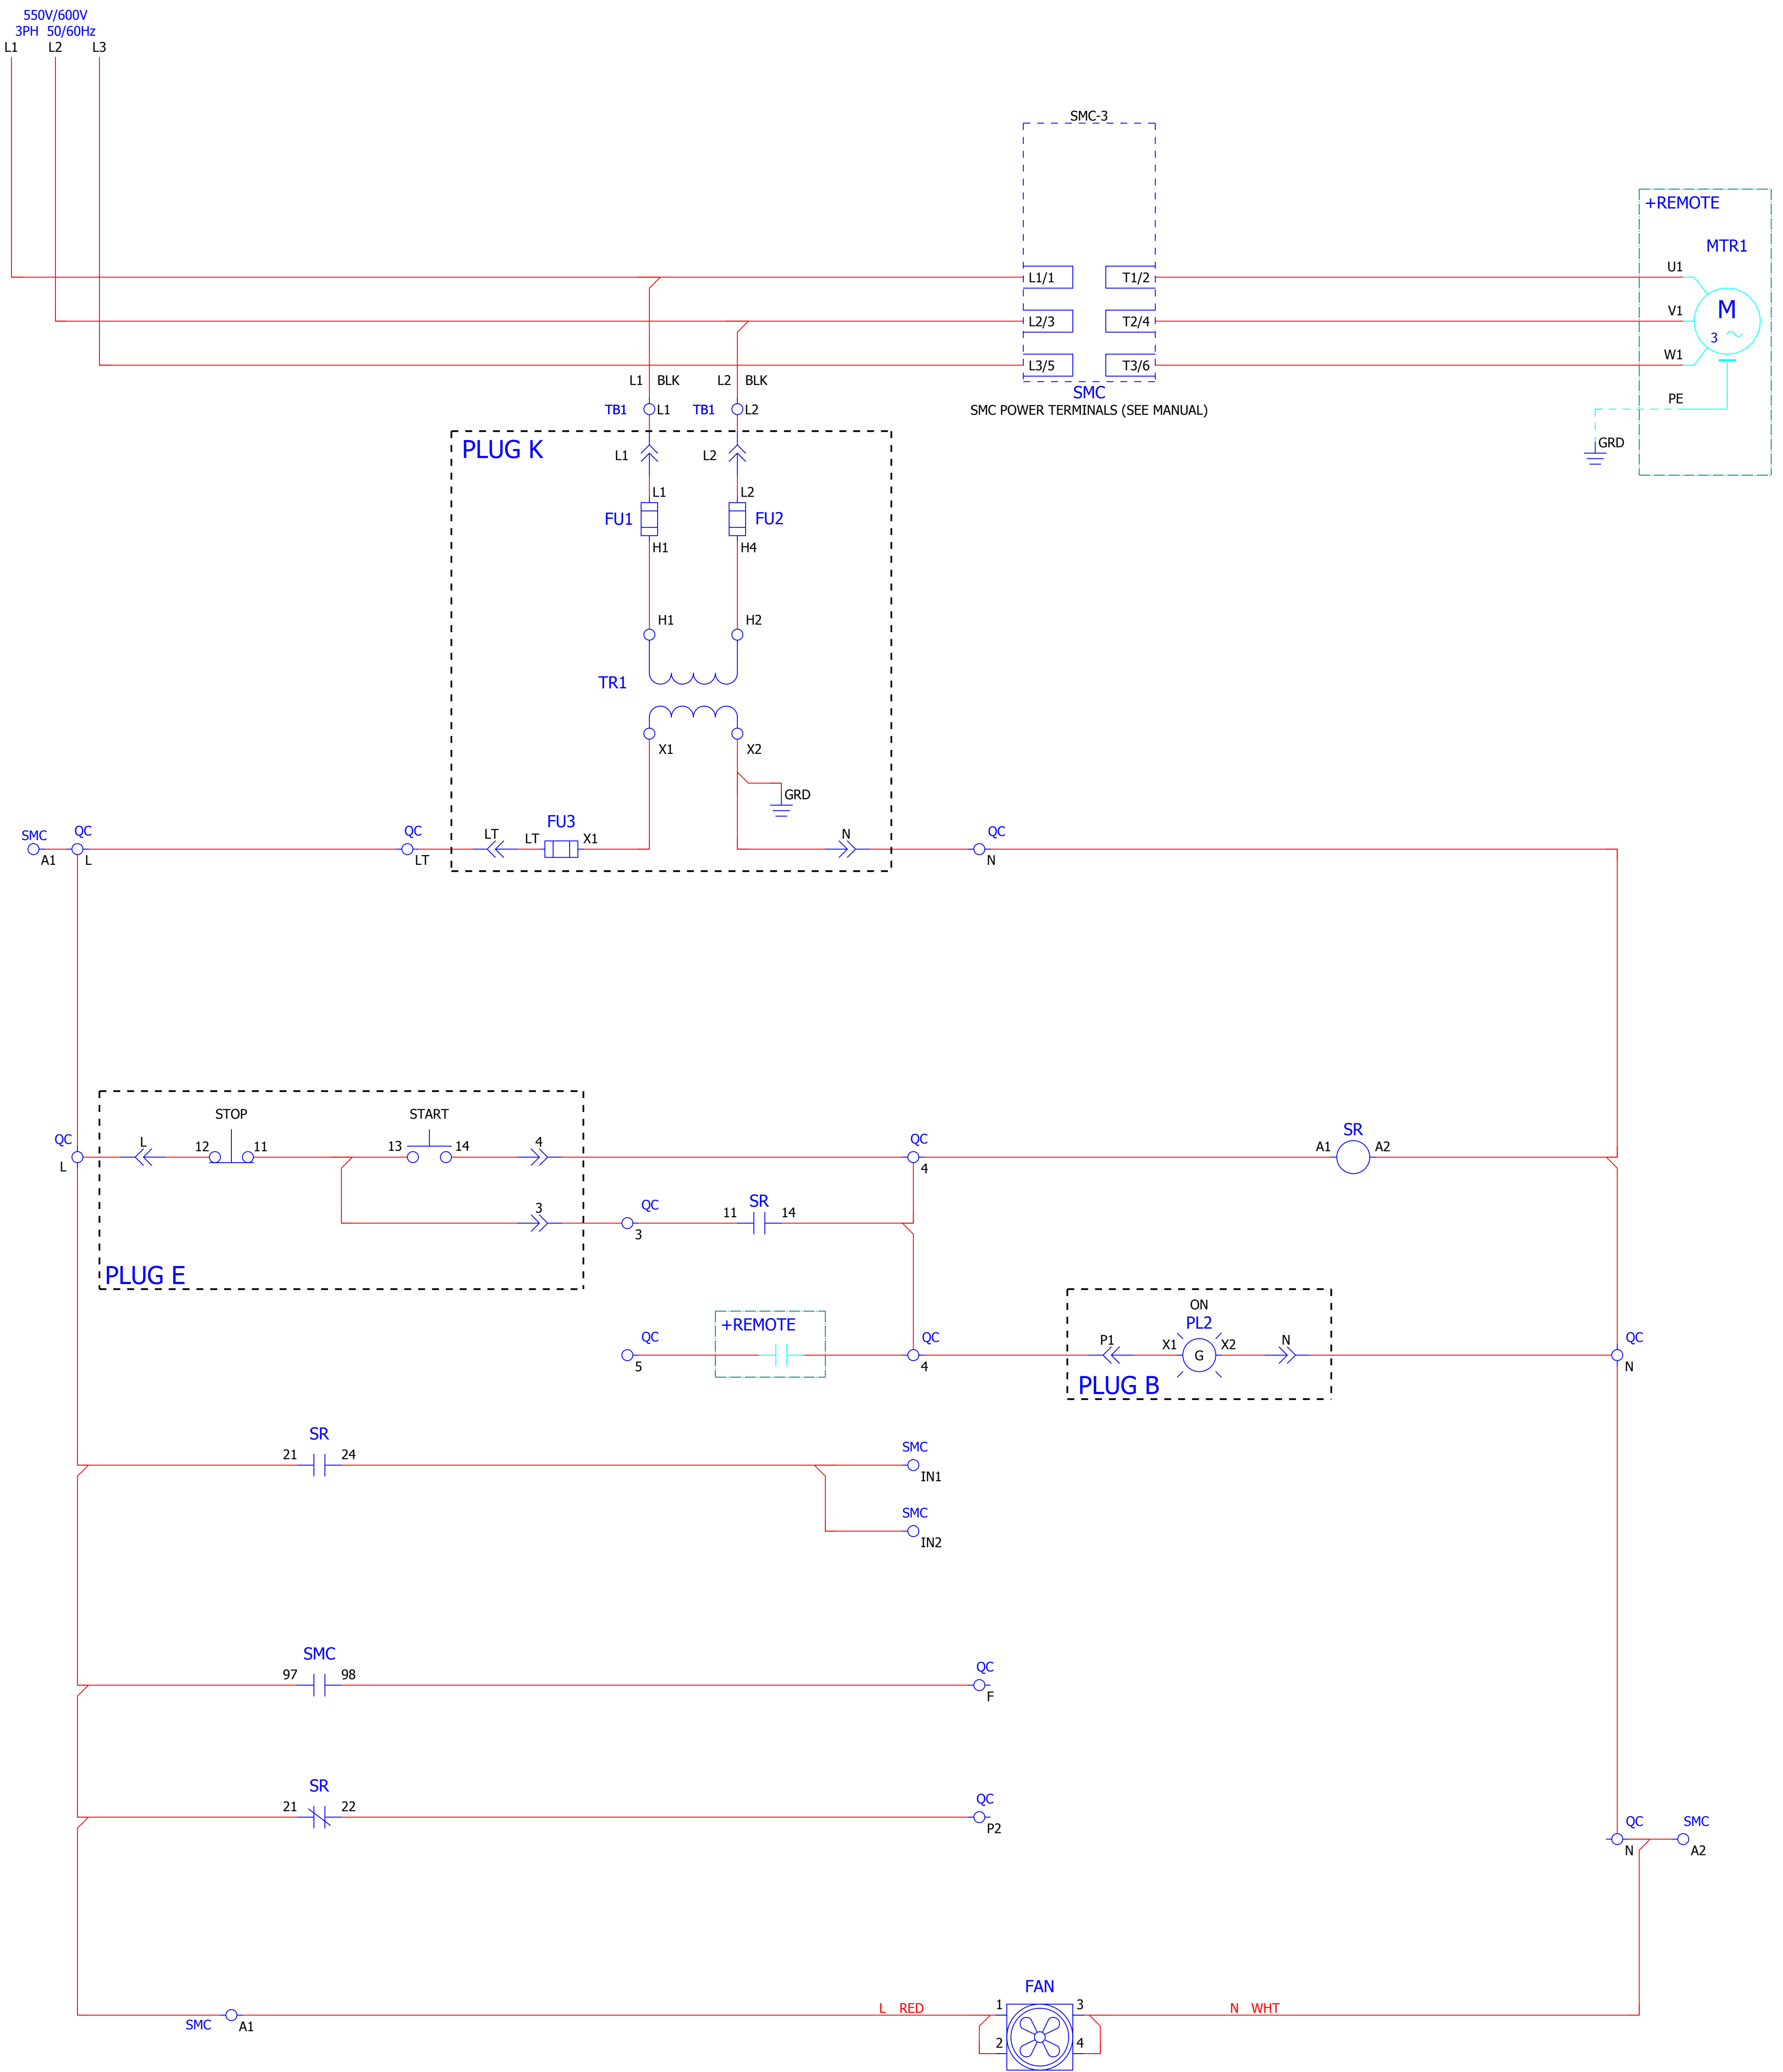 550V/600V
3PH 50/60Hz
L1 L2 L3
SMC-3
+REMOTE
MTR1
L1/1 T1/2 U1
M
3
V1
L2/3 T2/4
L3/5 T3/6 W1
L1 BLK L2 BLK
SMC
SMC POWER TERMINALS (SEE MANUAL)
PE
GRD
TB1 L1 TB1 L2
PLUG K
L1 L2
L1 L2
FU1 FU2
H1 H4
H1 H2
TR1
X1 X2
GRD
SMC QC QC LT LT FU3 X1 N QC
A1 L LT N
STOP START
QC L 12 11 13 14 4 QC A1 SR A2
L 4
3 QC 11 SR 14
3
PLUG E
ON
+REMOTE PL2
QC QC P1 X1 G X2 N QC
5 4 N
PLUG B
SR
21 24 SMC
IN1
SMC
IN2
SMC
97 98 QC
F
SR
21 22 QC
P2
QC SMC
N A2
FAN
SMC A1 L RED 1 3 N WHT
2 4